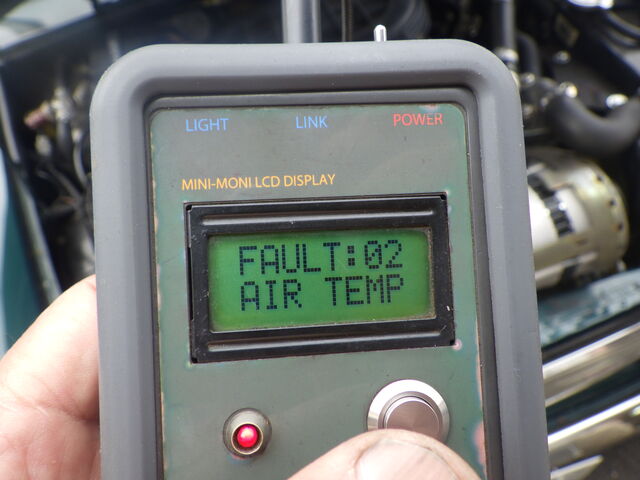 LIGHT LINK POWER
MINI-MONI LCD DISPLAY
FAULT:02
AIR TEMP